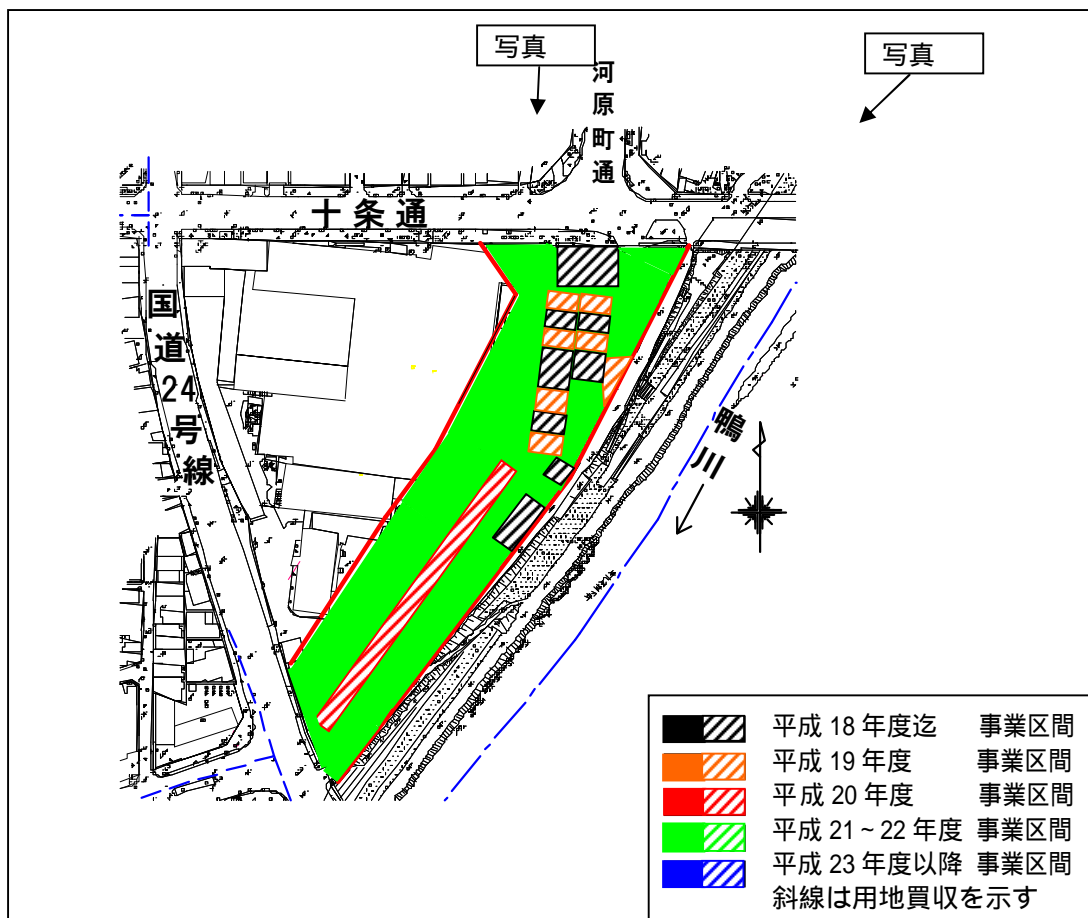 写真
写真
河原町通
十条通
国道24号線
鴨川
平成 18 年度迄 事業区間
平成 19 年度 事業区間
平成 20 年度 事業区間
平成 21～22 年度 事業区間
平成 23 年度以降 事業区間
斜線は用地買収を示す